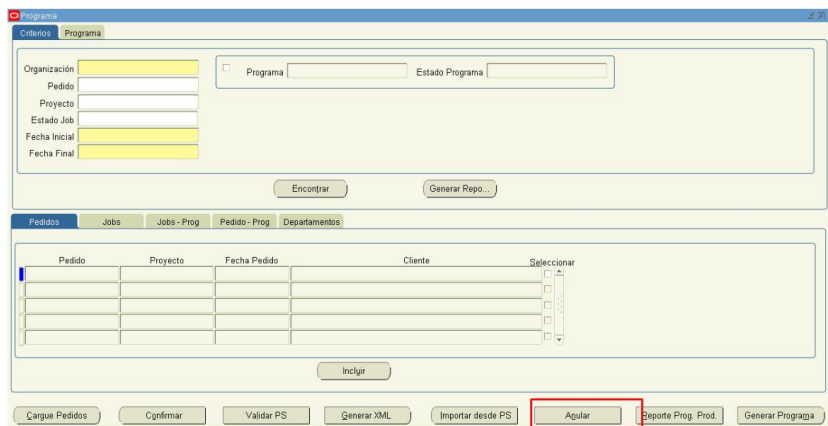 Programa
Criterios Programa
Organización
Programa Estado Programa
Pedido
Proyecto
Estado Job
Fecha Inicial
Fecha Final
Encontrar Generar Repo...
Pedidos Jobs Jobs - Prog Pedido - Prog Departamentos
Pedido Proyecto Fecha Pedido Cliente Seleccionar
Incluir
Cargue Pedidos Confirmar Validar PS Generar XML Importar desde PS Anular Reporte Prog. Prod. Generar Programa